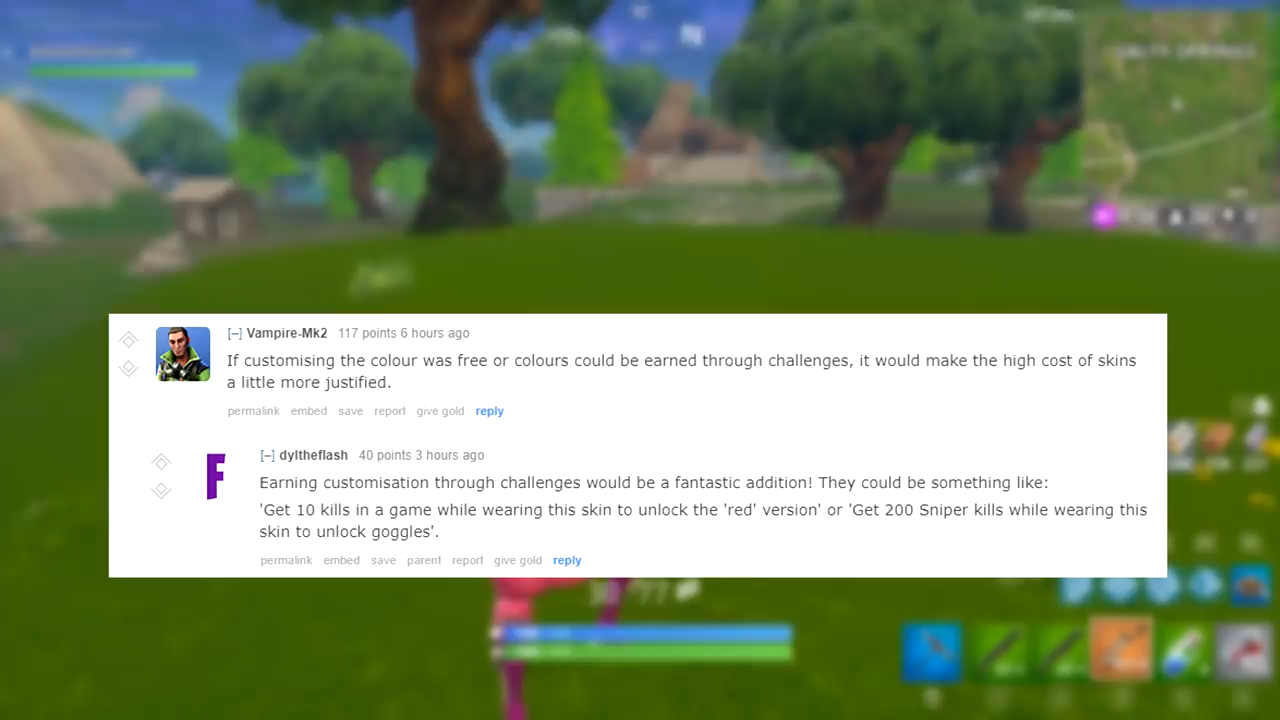 [–] Vampire-Mk2 117 points 6 hours ago
If customising the colour was free or colours could be earned through challenges, it would make the high cost of skins
a little more justified.
permalink embed save report give gold reply
F
[–] dyltheflash 40 points 3 hours ago
Earning customisation through challenges would be a fantastic addition! They could be something like:
'Get 10 kills in a game while wearing this skin to unlock the 'red' version' or 'Get 200 Sniper kills while wearing this
skin to unlock goggles'.
permalink embed save parent report give gold reply